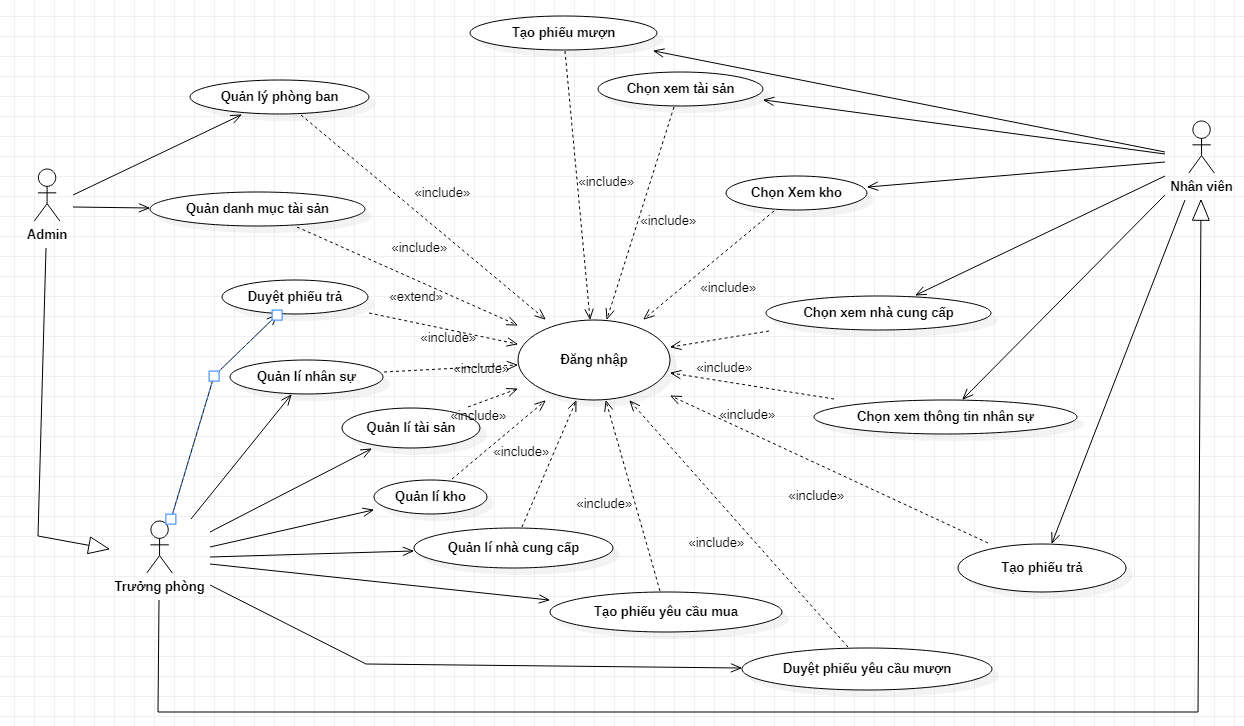 Tạo phiếu mượn
Chọn xem tài sản
Quản lý phòng ban
«include»
«include»
Chọn Xem kho
Nhân viên
Quản danh mục tài sản
«include»
Admin
«include»
«include»
Duyệt phiếu trả
«extend»
«include»
Chọn xem nhà cung cấp
«include»
Đăng nhập
Quản lí nhân sự
«include»
«include»
Quản lí tài sản
«include»
«include»
Chọn xem thông tin nhân sự
«include»
Quản lí kho
«include»
«include»
Quản lí nhà cung cấp
«include»
Tạo phiếu trả
Trưởng phòng
Tạo phiếu yêu cầu mua
Duyệt phiếu yêu cầu mượn